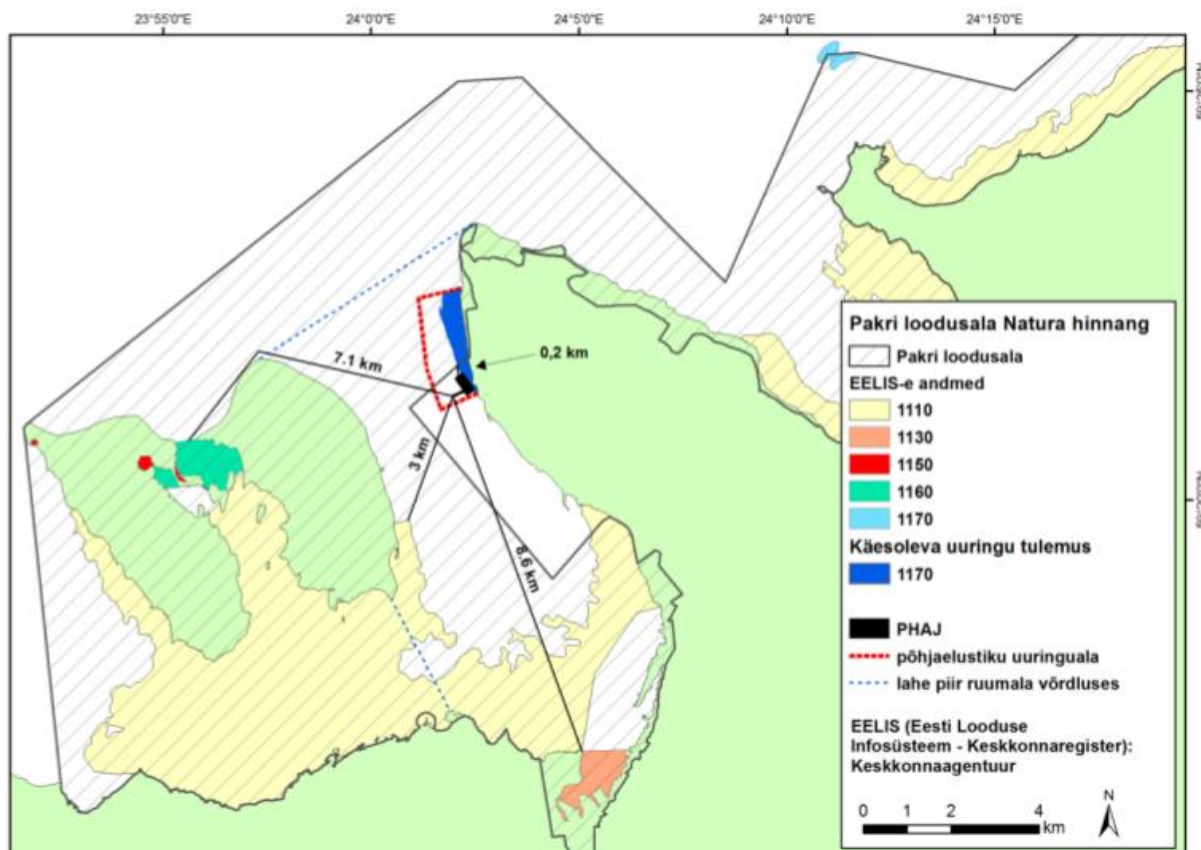 23°55'0"E 24°0'0"E 24°5'0"E 24°10'0"E 24°15'0"E
7.1 km
0,2 km
3 km
8.6 km
Pakri loodusala Natura hinnang
Pakri loodusala
EELIS-e andmed
1110
1130
1150
1160
1170
Käesoleva uuringu tulemus
1170
PHAJ
põhjaelustiku uuringuala
lahe piir ruumala võrdluses
EELIS (Eesti Looduse
Infosüsteem - Keskkonnaregister):
Keskkonnaagentuur
N
0 1 2 4
km